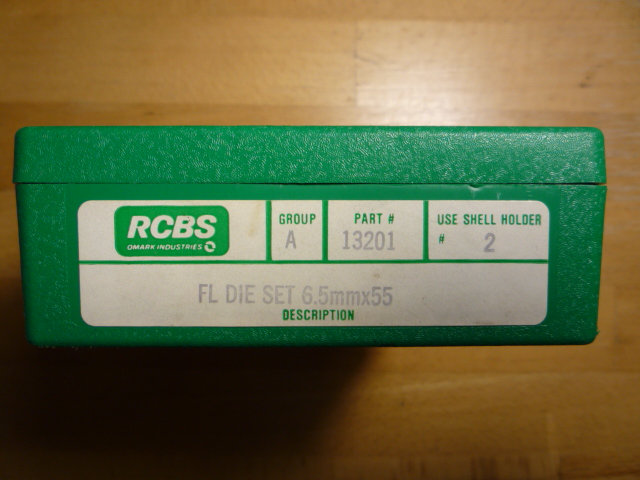 RCBS
OMARK INDUSTRIES
GROUP
A
PART #
13201
USE SHELL HOLDER
# 2
FL DIE SET 6.5mmx55
DESCRIPTION